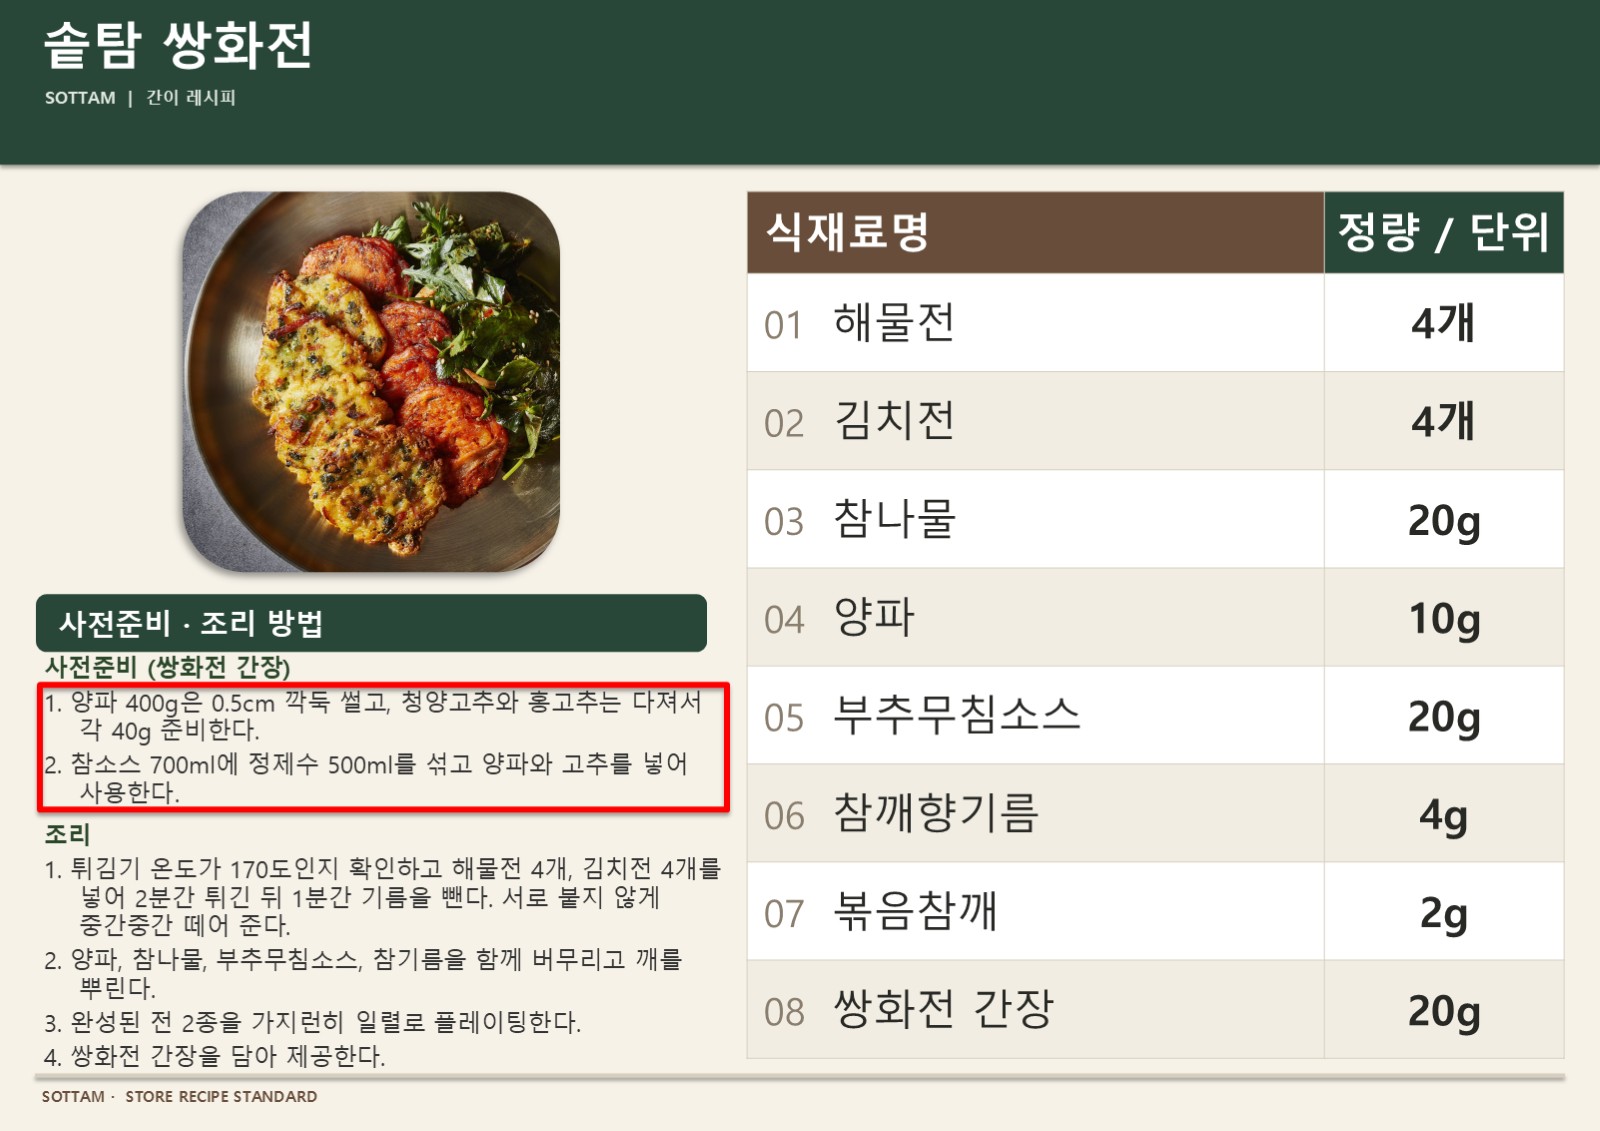 솥탐 쌍화전
SOTTAM | 간이 레시피
사전준비 · 조리 방법
사전준비 (쌍화전 간장)
1. 양파 400g은 0.5cm 깍둑 썰고, 청양고추와 홍고추는 다져서
각 40g 준비한다.
2. 참소스 700ml에 정제수 500ml를 섞고 양파와 고추를 넣어
사용한다.
조리
1. 튀김기 온도가 170도인지 확인하고 해물전 4개, 김치전 4개를
넣어 2분간 튀긴 뒤 1분간 기름을 뺀다. 서로 붙지 않게
중간중간 떼어 준다.
2. 양파, 참나물, 부추무침소스, 참기름을 함께 버무리고 깨를
뿌린다.
3. 완성된 전 2종을 가지런히 일렬로 플레이팅한다.
4. 쌍화전 간장을 담아 제공한다.
식재료명 정량 / 단위
01 해물전 4개
02 김치전 4개
03 참나물 20g
04 양파 10g
05 부추무침소스 20g
06 참깨향기름 4g
07 볶음참깨 2g
08 쌍화전 간장 20g
SOTTAM · STORE RECIPE STANDARD